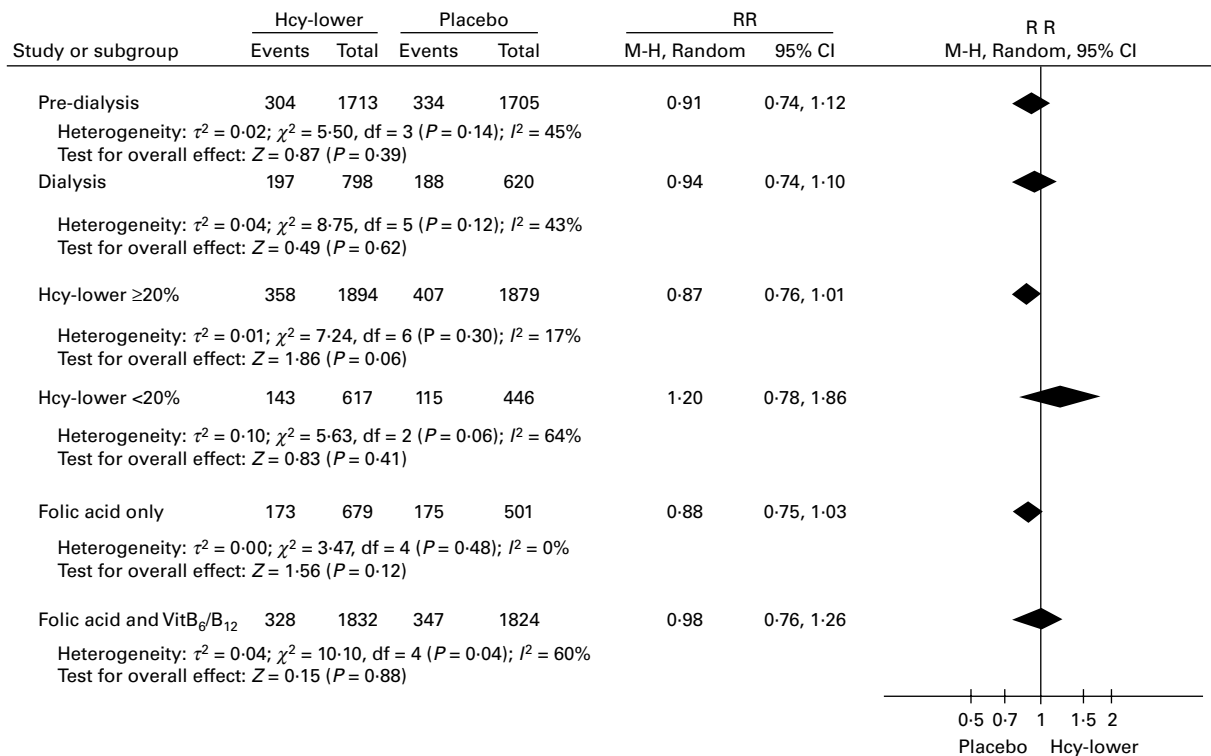 Hcy-lower Placebo RR R R
Study or subgroup Events Total Events Total M-H, Random 95% CI M-H, Random, 95% CI
Pre-dialysis 304 1713 334 1705 0·91 0·74, 1·12
Heterogeneity: τ² = 0·02; χ² = 5·50, df = 3 (P = 0·14); I² = 45%
Test for overall effect: Z = 0·87 (P = 0·39)
Dialysis 197 798 188 620 0·94 0·74, 1·10
Heterogeneity: τ² = 0·04; χ² = 8·75, df = 5 (P = 0·12); I² = 43%
Test for overall effect: Z = 0·49 (P = 0·62)
Hcy-lower ≥20% 358 1894 407 1879 0·87 0·76, 1·01
Heterogeneity: τ² = 0·01; χ² = 7·24, df = 6 (P = 0·30); I² = 17%
Test for overall effect: Z = 1·86 (P = 0·06)
Hcy-lower <20% 143 617 115 446 1·20 0·78, 1·86
Heterogeneity: τ² = 0·10; χ² = 5·63, df = 2 (P = 0·06); I² = 64%
Test for overall effect: Z = 0·83 (P = 0·41)
Folic acid only 173 679 175 501 0·88 0·75, 1·03
Heterogeneity: τ² = 0·00; χ² = 3·47, df = 4 (P = 0·48); I² = 0%
Test for overall effect: Z = 1·56 (P = 0·12)
Folic acid and VitB₆/B₁₂ 328 1832 347 1824 0·98 0·76, 1·26
Heterogeneity: τ² = 0·04; χ² = 10·10, df = 4 (P = 0·04); I² = 60%
Test for overall effect: Z = 0·15 (P = 0·88)
0·5 0·7 1 1·5 2
Placebo Hcy-lower